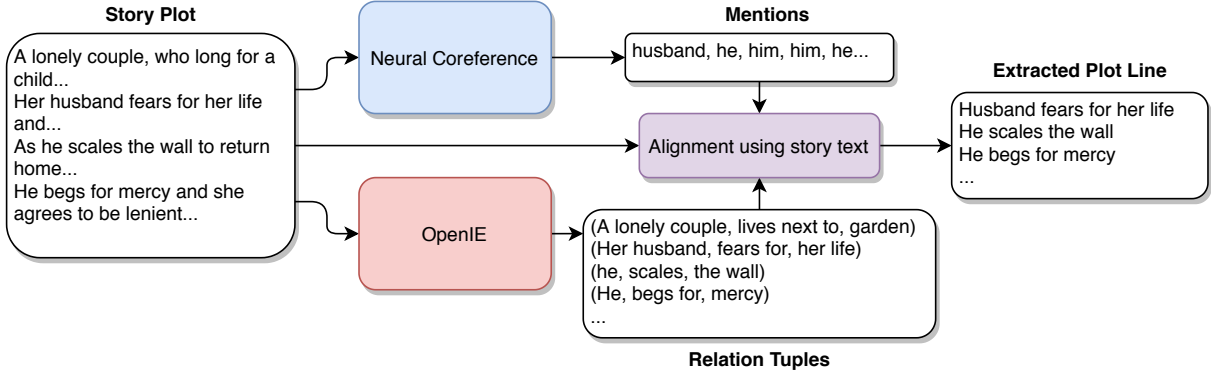 Story Plot
A lonely couple, who long for a
child...
Her husband fears for her life
and...
As he scales the wall to return
home...
He begs for mercy and she
agrees to be lenient...
Neural Coreference
OpenIE
Mentions
husband, he, him, him, he...
Alignment using story text
(A lonely couple, lives next to, garden)
(Her husband, fears for, her life)
(he, scales, the wall)
(He, begs for, mercy)
...
Relation Tuples
Extracted Plot Line
Husband fears for her life
He scales the wall
He begs for mercy
...